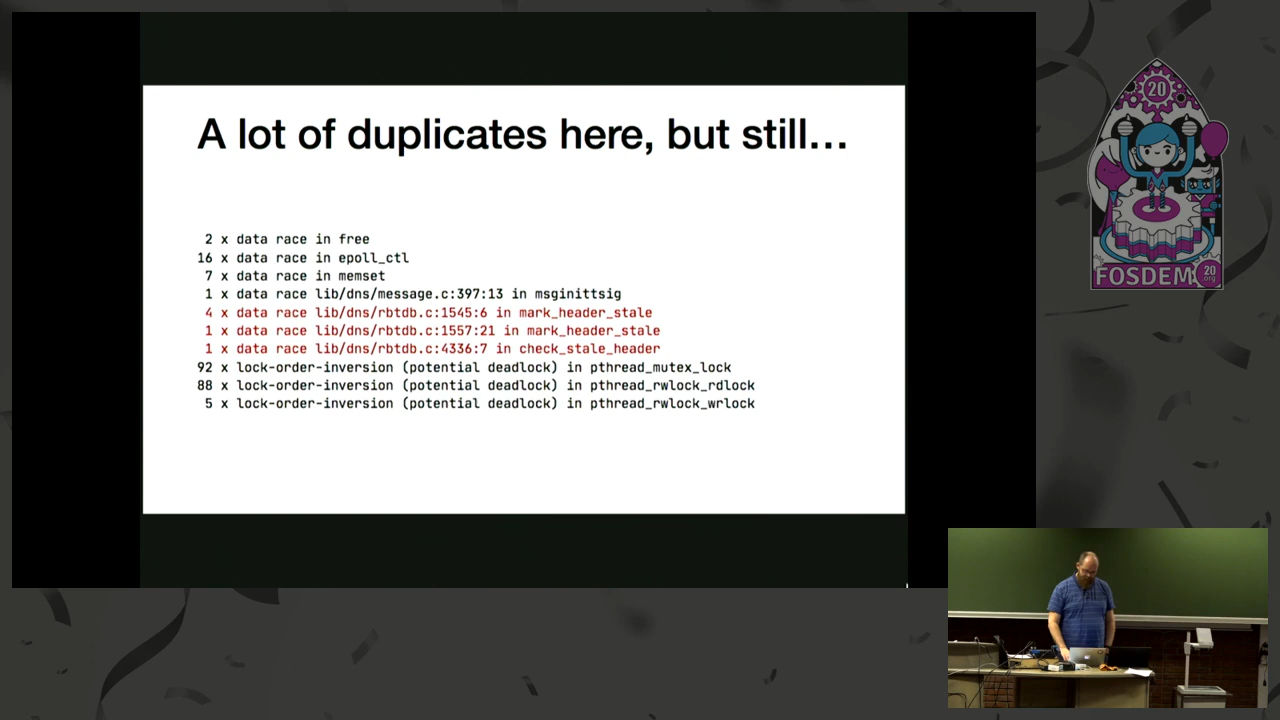 A lot of duplicates here, but still...
2 x data race in free
16 x data race in epoll_ctl
7 x data race in memset
1 x data race lib/dns/message.c:397:13 in msginittsig
4 x data race lib/dns/rbtdb.c:1545:6 in mark_header_stale
1 x data race lib/dns/rbtdb.c:1557:21 in mark_header_stale
1 x data race lib/dns/rbtdb.c:4336:7 in check_stale_header
92 x lock-order-inversion (potential deadlock) in pthread_mutex_lock
88 x lock-order-inversion (potential deadlock) in pthread_rwlock_rdlock
5 x lock-order-inversion (potential deadlock) in pthread_rwlock_wrlock
20
FOSDEM
20
.org